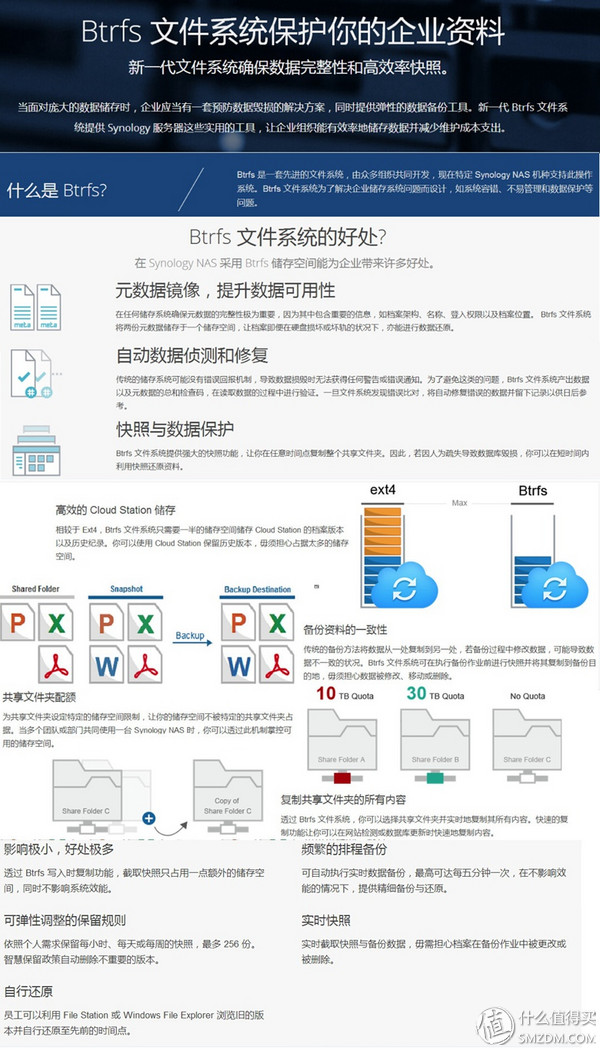 Btrfs 文件系统保护你的企业资料
新一代文件系统确保数据完整性和高效率快照。
当面对庞大的数据储存时，企业应当有一套预防数据毁损的解决方案，同时提供弹性的数据备份工具。新一代 Btrfs 文件系
统提供 Synology 服务器这些实用的工具，让企业组织能有效率地储存数据并减少维护成本支出。
什么是 Btrfs?
Btrfs 是一套先进的文件系统，由众多组织共同开发，现在特定 Synology NAS 机种支持此操作
系统。Btrfs 文件系统为了解决企业储存系统问题而设计，如系统容错、不易管理和数据保护等
问题。
Btrfs 文件系统的好处?
在 Synology NAS 采用 Btrfs 储存空间能为企业带来许多好处。
meta
meta
元数据镜像，提升数据可用性
在任何储存系统确保元数据的完整性极为重要，因为其中包含重要的信息，如档案架构、名称、登入权限以及档案位置。 Btrfs 文件系统
将两份元数据储存于一个储存空间，让档案即便在硬盘损坏或坏轨的状况下，亦能进行数据还原。
自动数据侦测和修复
传统的储存系统可能没有错误回报机制，导致数据损毁时无法获得任何警告或错误通知。为了避免这类的问题，Btrfs 文件系统产出数据
以及元数据的总和检查码，在读取数据的过程中进行验证。一旦文件系统发现错误比对，将自动修复错误的数据并留下记录以供日后参
考。
快照与数据保护
Btrfs 文件系统提供强大的快照功能，让你在任意时间点复制整个共享文件夹。因此，若因人为疏失导致数据库毁损，你可以在短时间内
利用快照还原资料。
高效的 Cloud Station 储存
相较于 Ext4，Btrfs 文件系统只需要一半的储存空间储存 Cloud Station 的档案版本
以及历史纪录。你可以使用 Cloud Station 保留历史版本，毋须担心占据太多的储存
空间。
ext4
Max
Btrfs
Shared Folder
Snapshot
Backup Destination
P X
P X
W
Backup
P X
W
备份资料的一致性
传统的备份方法将数据从一处复制到另一处，若备份过程中修改数据，可能导致数
据不一致的状况。Btrfs 文件系统可在执行备份作业前进行快照并将其复制到备份目
的地，毋须担心数据被修改、移动或删除。
共享文件夹配额
为共享文件夹设定特定的储存空间限制，让你的储存空间不被特定的共享文件夹占
据。当多个团队或部门共同使用一台 Synology NAS 时，你可以透过此机制掌控可
用的储存空间。
10 TB Quota
30 TB Quota
No Quota
Share Folder A
Share Folder B
Share Folder C
Share Folder C
Copy of
Share Folder C
复制共享文件夹的所有内容
透过 Btrfs 文件系统，你可以选择共享文件夹并实时地复制其所有内容。快速的复
制功能让你可以在网站检测或数据库更新时快速地复制内容。
影响极小，好处极多
透过 Btrfs 写入时复制功能，截取快照只占用一点额外的储存空
间，同时不影响系统效能。
频繁的排程备份
可自动执行实时数据备份，最高可达每五分钟一次，在不影响效
能的情况下，提供精细备份与还原。
可弹性调整的保留规则
依照个人需求保留每小时、每天或每周的快照，最多 256 份。
智慧保留政策自动删除不重要的版本。
实时快照
实时截取快照与备份数据，毋需担心档案在备份作业中被更改或
被删除。
自行还原
员工可以利用 File Station 或 Windows File Explorer 浏览旧的版
本并自行还原至先前的时间点。
值 什么值得买
SMZDM.COM